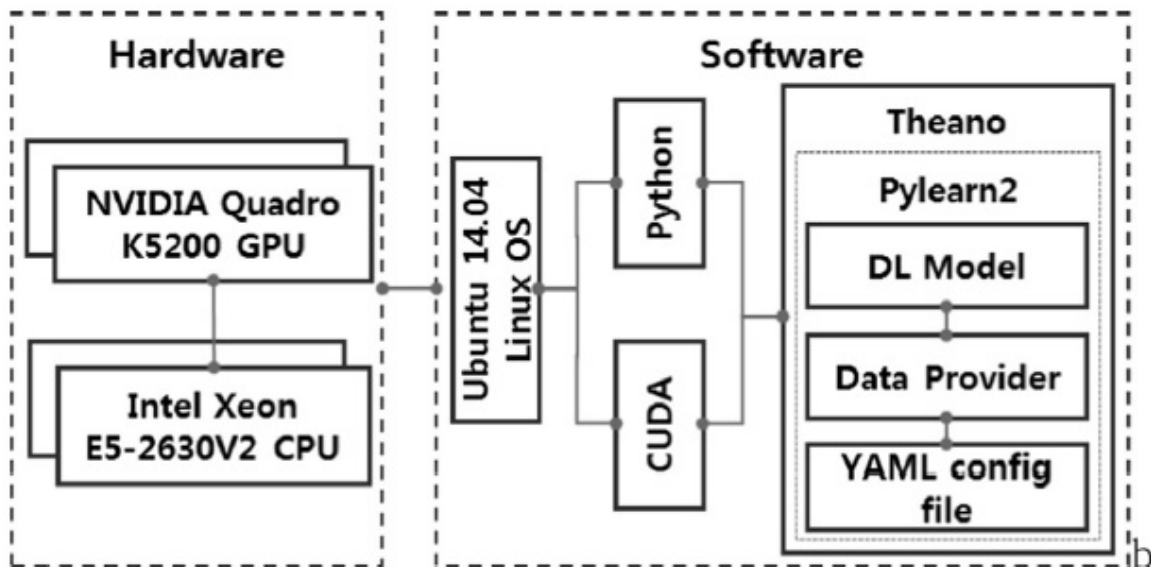 Hardware
NVIDIA Quadro
K5200 GPU
Intel Xeon
E5-2630V2 CPU
Software
Ubuntu 14.04
Linux OS
Python
CUDA
Theano
Pylearn2
DL Model
Data Provider
YAML config
file
b